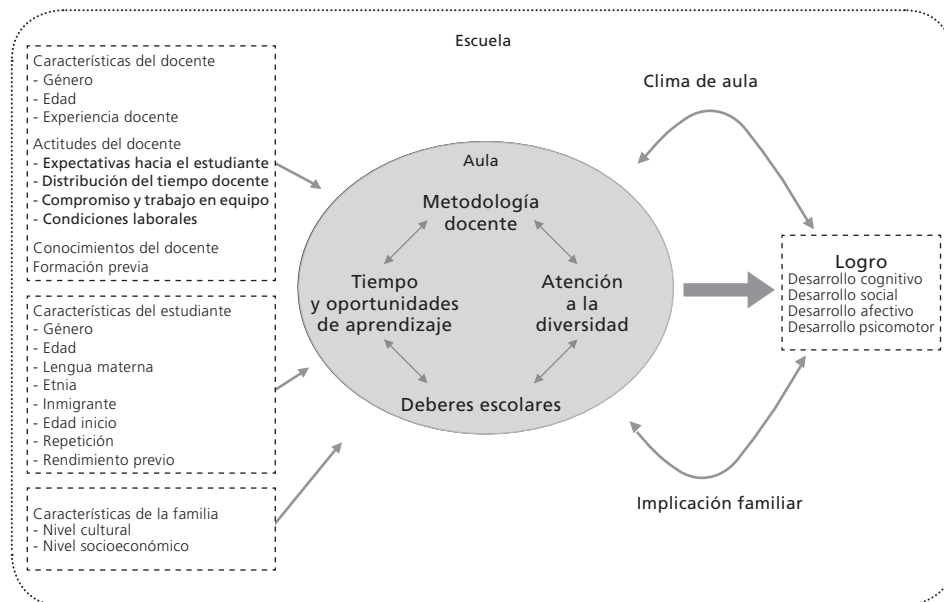 Escuela
Características del docente
- Género
- Edad
- Experiencia docente
Actitudes del docente
- Expectativas hacia el estudiante
- Distribución del tiempo docente
- Compromiso y trabajo en equipo
- Condiciones laborales
Conocimientos del docente
Formación previa
Características del estudiante
- Género
- Edad
- Lengua materna
- Etnia
- Inmigrante
- Edad inicio
- Repetición
- Rendimiento previo
Características de la familia
- Nivel cultural
- Nivel socioeconómico
Aula
Metodología
docente
Tiempo
y oportunidades
de aprendizaje
Atención
a la
diversidad
Deberes escolares
Clima de aula
Logro
Desarrollo cognitivo
Desarrollo social
Desarrollo afectivo
Desarrollo psicomotor
Implicación familiar